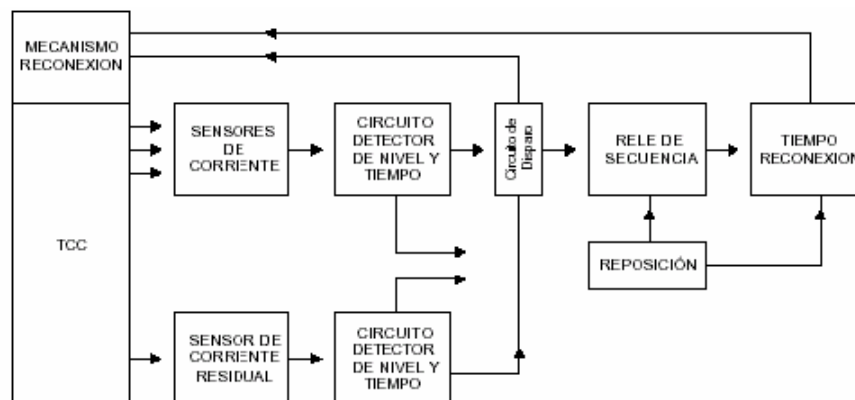 MECANISMO
RECONEXION
TCC
SENSORES
DE
CORRIENTE
CIRCUITO
DETECTOR
DE NIVEL Y
TIEMPO
Circuito de
Disparo
RELE DE
SECUENCIA
TIEMPO
RECONEXION
REPOSICIÓN
SENSOR DE
CORRIENTE
RESIDUAL
CIRCUITO
DETECTOR
DE NIVEL Y
TIEMPO